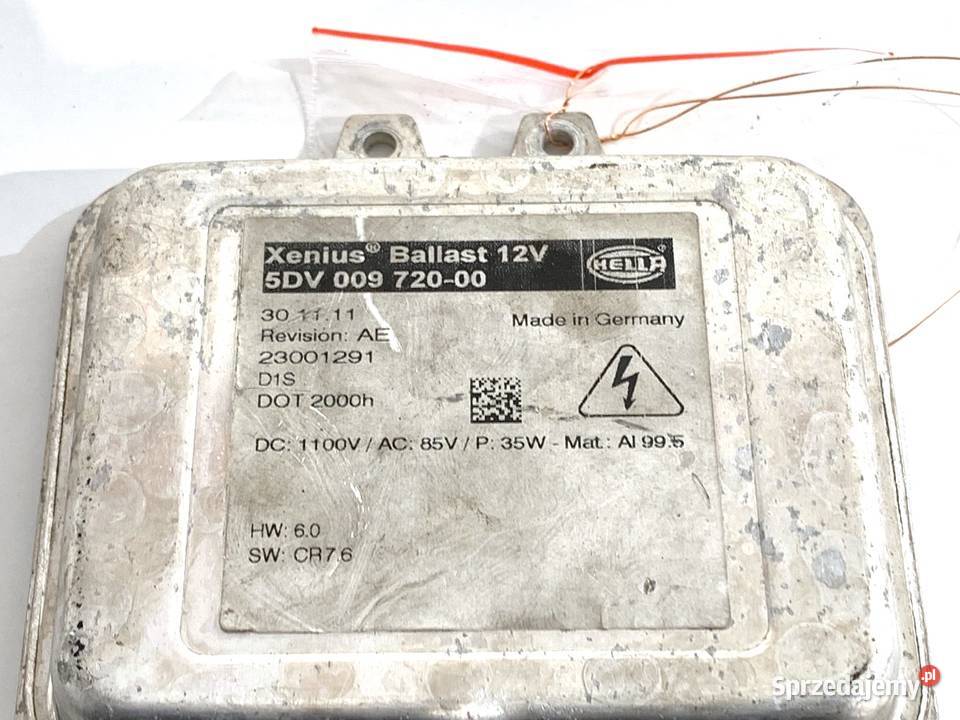 Xenius® Ballast 12V
5DV 009 720-00
HELLA
30.11.11
Made in Germany
Revision: AE
23001291
D1S
DOT 2000h
DC: 1100V / AC: 85V / P: 35W - Mat.: Al 99.5
HW: 6.0
SW: CR7.6
Sprzedajemy.pl